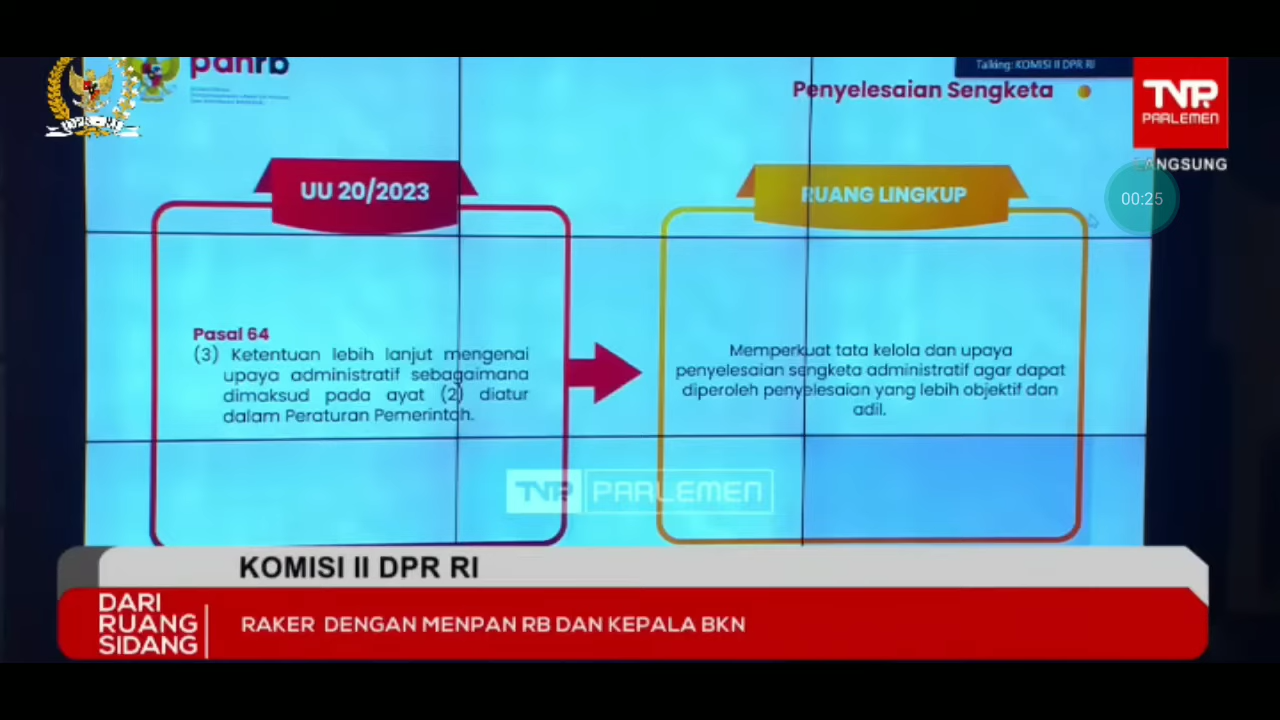 panrb
Talking: KOMISI II DPR RI
Penyelesaian Sengketa
TVR
PARLEMEN
LANGSUNG
00:25
UU 20/2023
RUANG LINGKUP
Pasal 64
(3) Ketentuan lebih lanjut mengenai
upaya administratif sebagaimana
dimaksud pada ayat (2) diatur
dalam Peraturan Pemerintah.
Memperkuat tata kelola dan upaya
penyelesaian sengketa administratif agar dapat
diperoleh penyelesaian yang lebih objektif dan
adil.
TVR PARLEMEN
KOMISI II DPR RI
DARI
RUANG
SIDANG
RAKER DENGAN MENPAN RB DAN KEPALA BKN